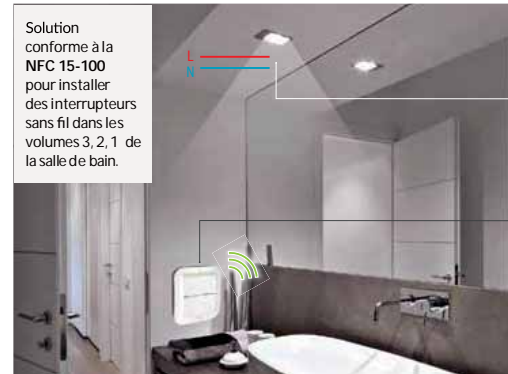 Solution
conforme à la
NFC 15-100
pour installer
des interrupteurs
sans fil dans les
volumes 3, 2, 1 de
la salle de bain.
L
N